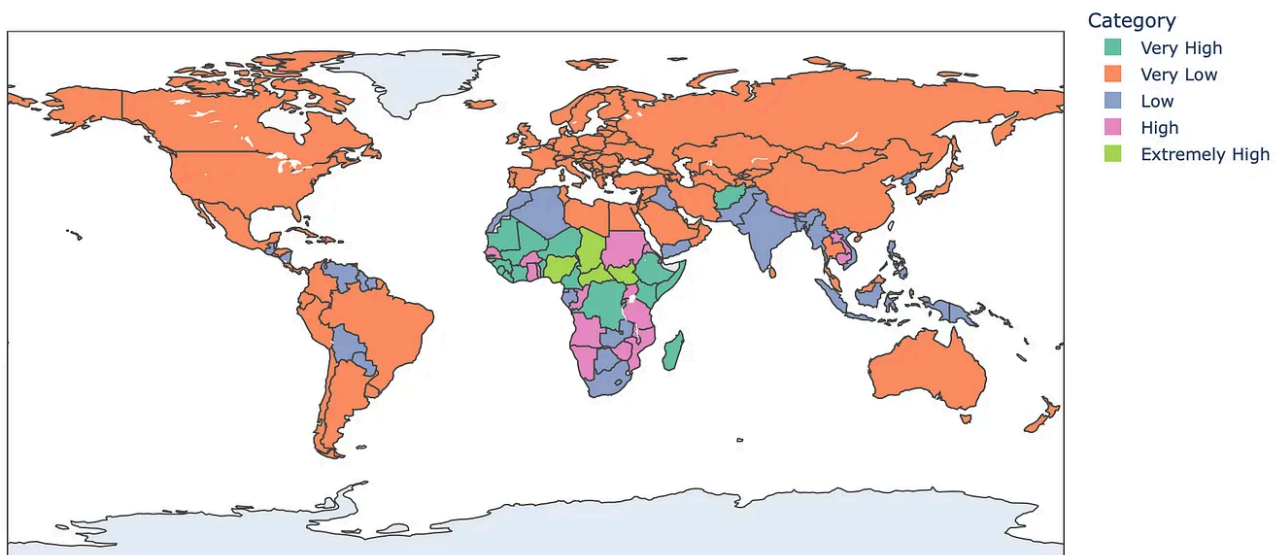 Category
Very High
Very Low
Low
High
Extremely High